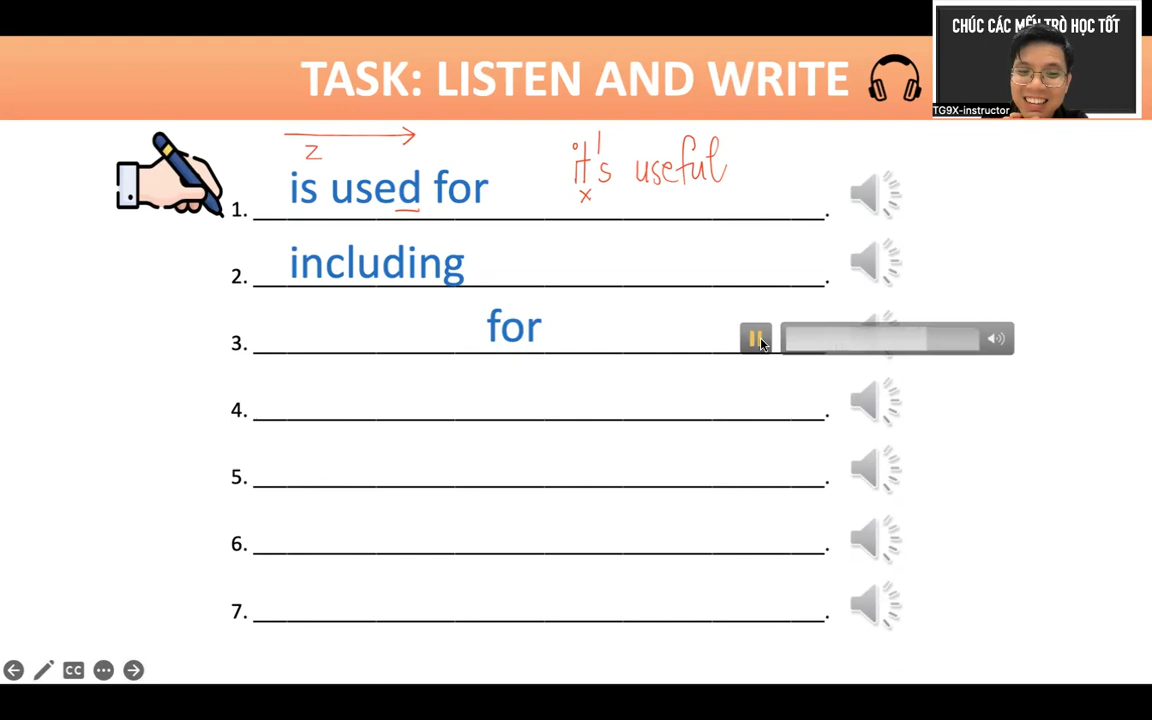 CHÚC CÁC MẾN TRÒ HỌC TỐT
TASK: LISTEN AND WRITE
TG9X-instructor
z
it's useful
x
1. is used for
2. including
3. for
4.
5.
6.
7.
CC